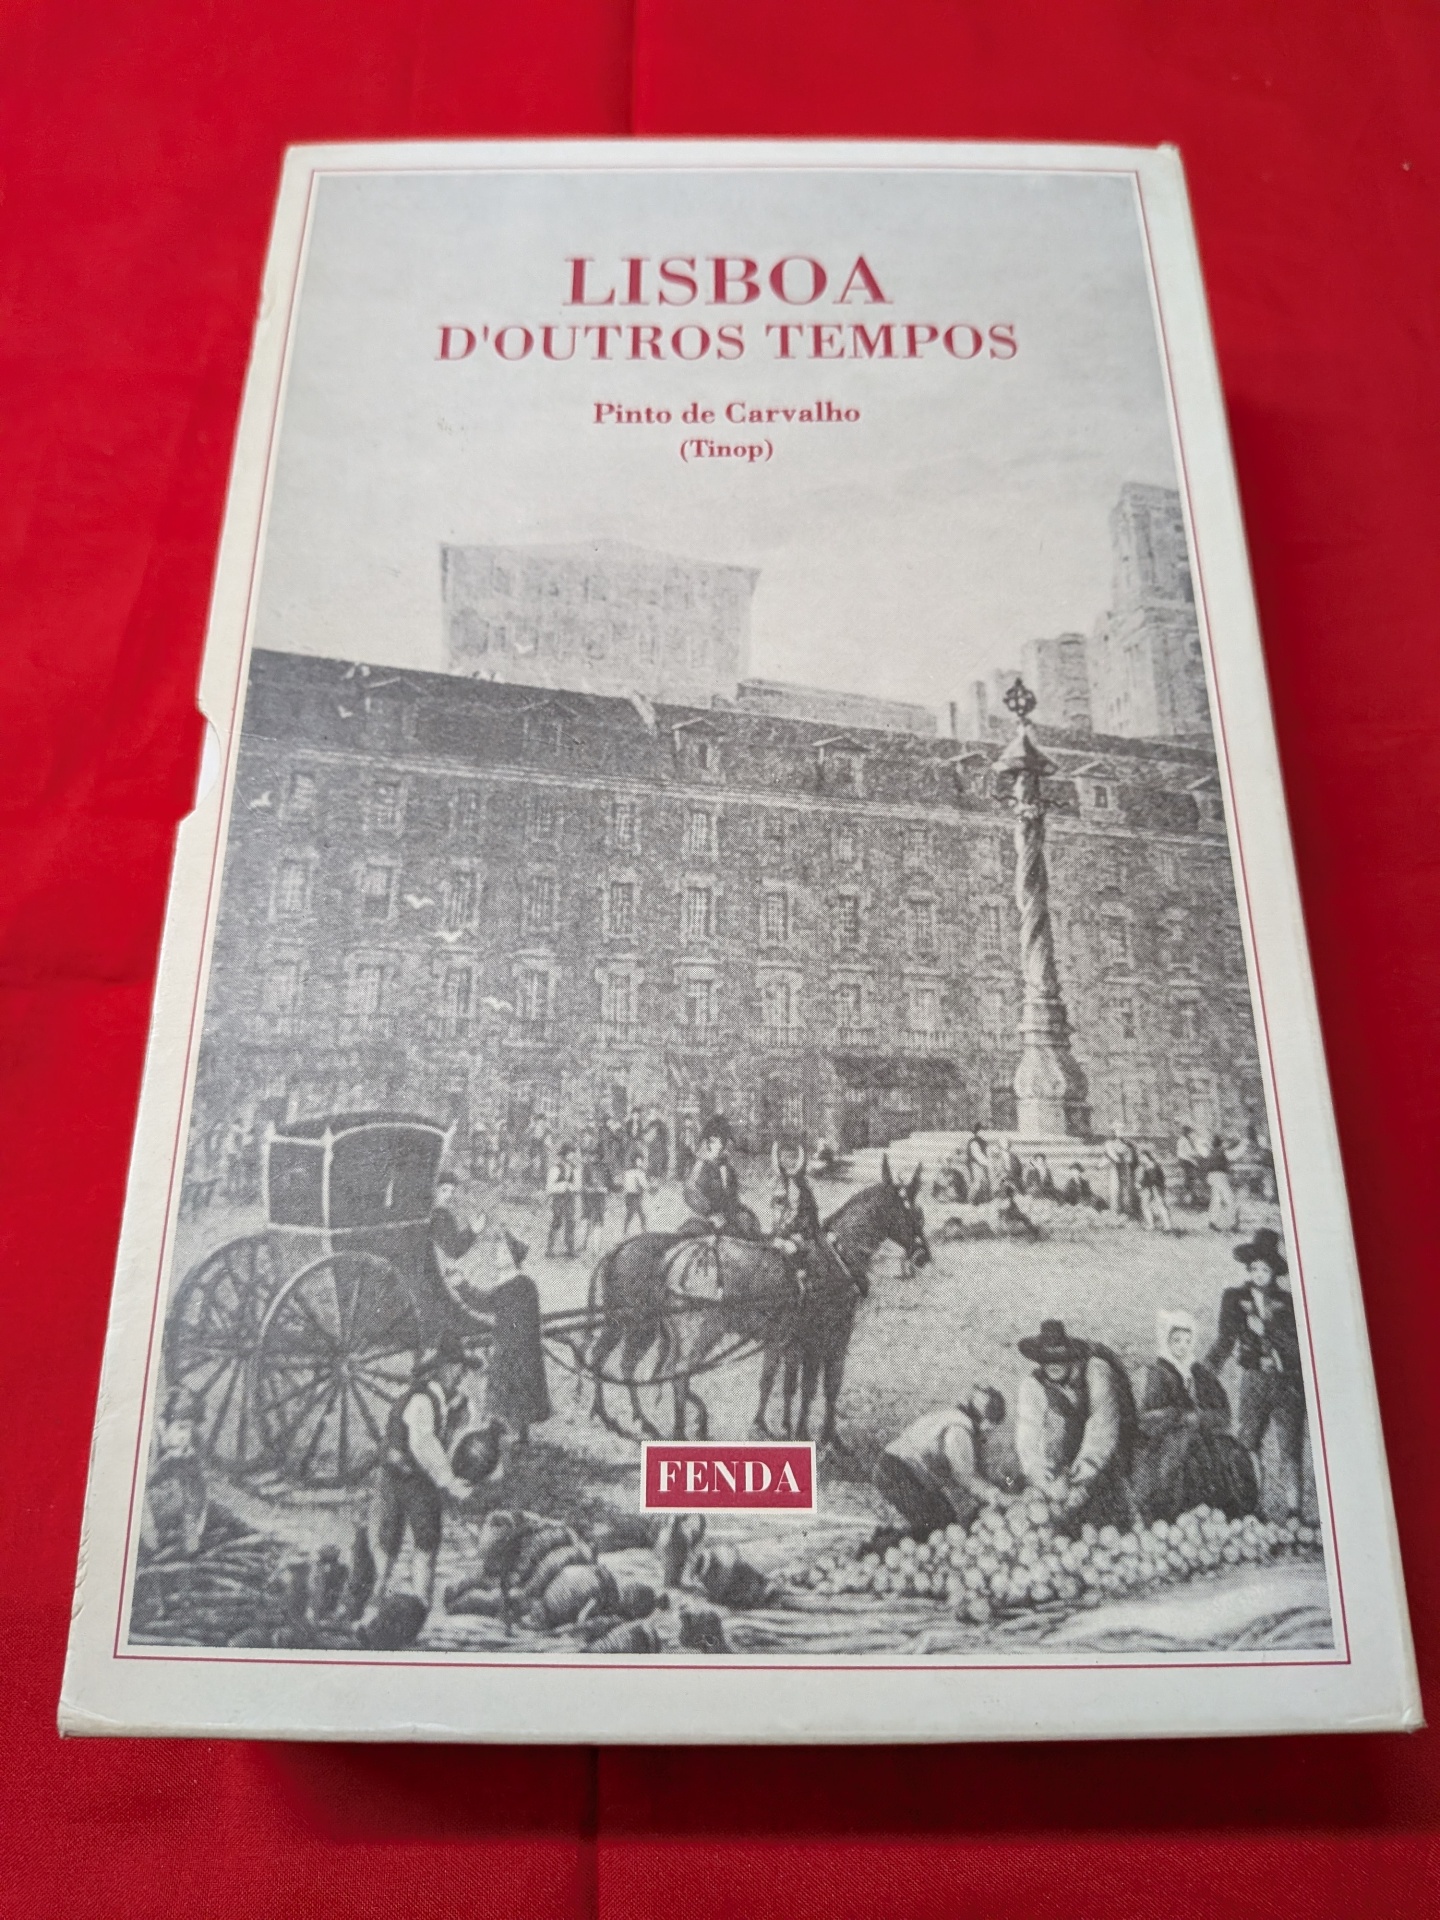 LISBOA
D'OUTROS TEMPOS
Pinto de Carvalho
(Tinop)
FENDA